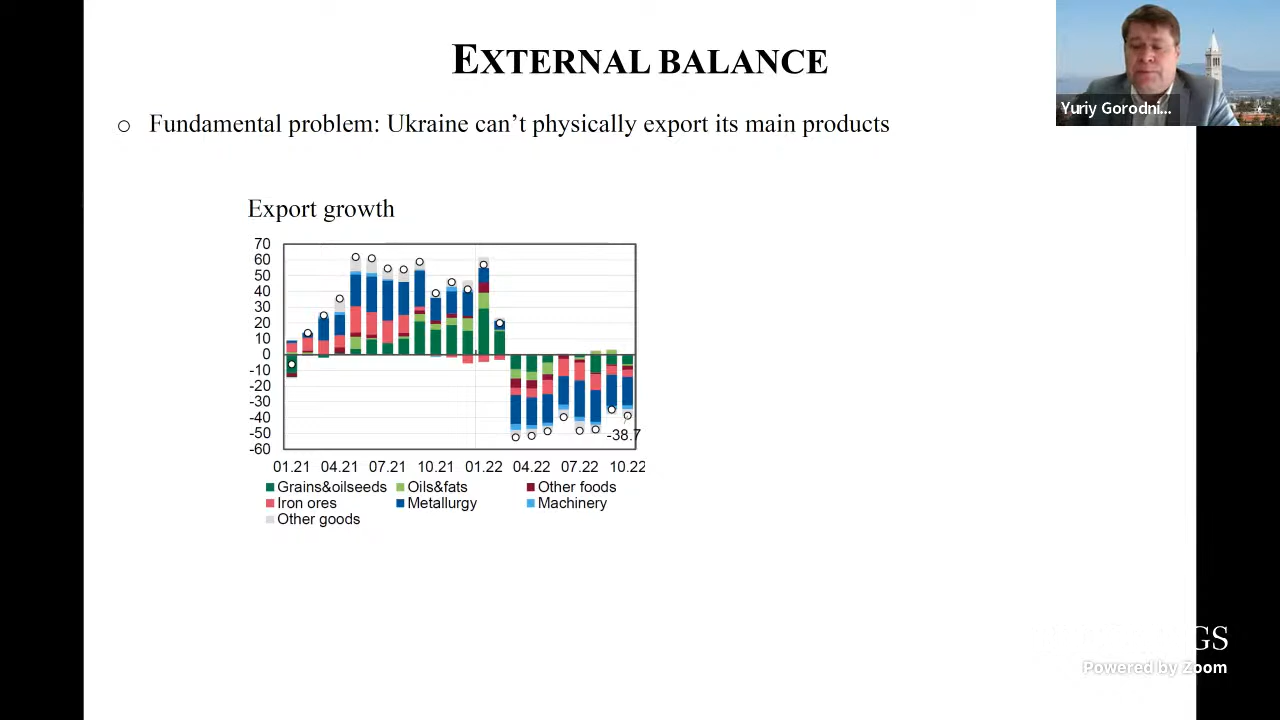 EXTERNAL BALANCE
Yuriy Gorodni...
o Fundamental problem: Ukraine can’t physically export its main products
Export growth
70
60
50
40
30
20
10
0
-10
-20
-30
-40
-50
-60
-38.7
01.21 04.21 07.21 10.21 01.22 04.22 07.22 10.22
Grains&oilseeds Oils&fats Other foods
Iron ores Metallurgy Machinery
Other goods
GS
Powered by Zoom